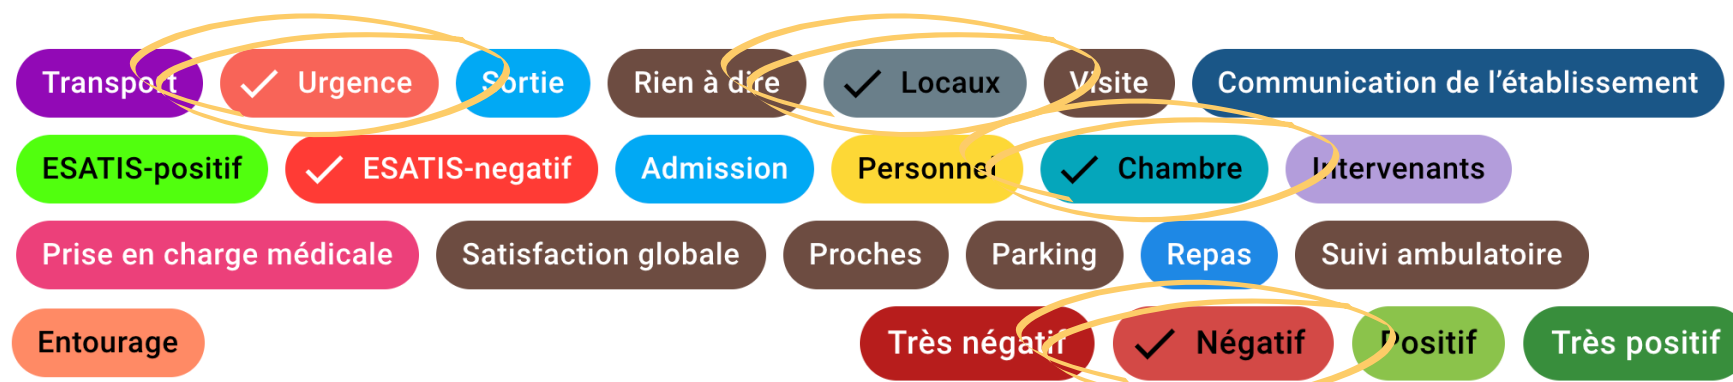 Transport Urgence Sortie Rien à dire Locaux Visite Communication de l’établissement
ESATIS-positif ESATIS-negatif Admission Personnel Chambre Intervenants
Prise en charge médicale Satisfaction globale Proches Parking Repas Suivi ambulatoire
Entourage Très négatif Négatif Positif Très positif